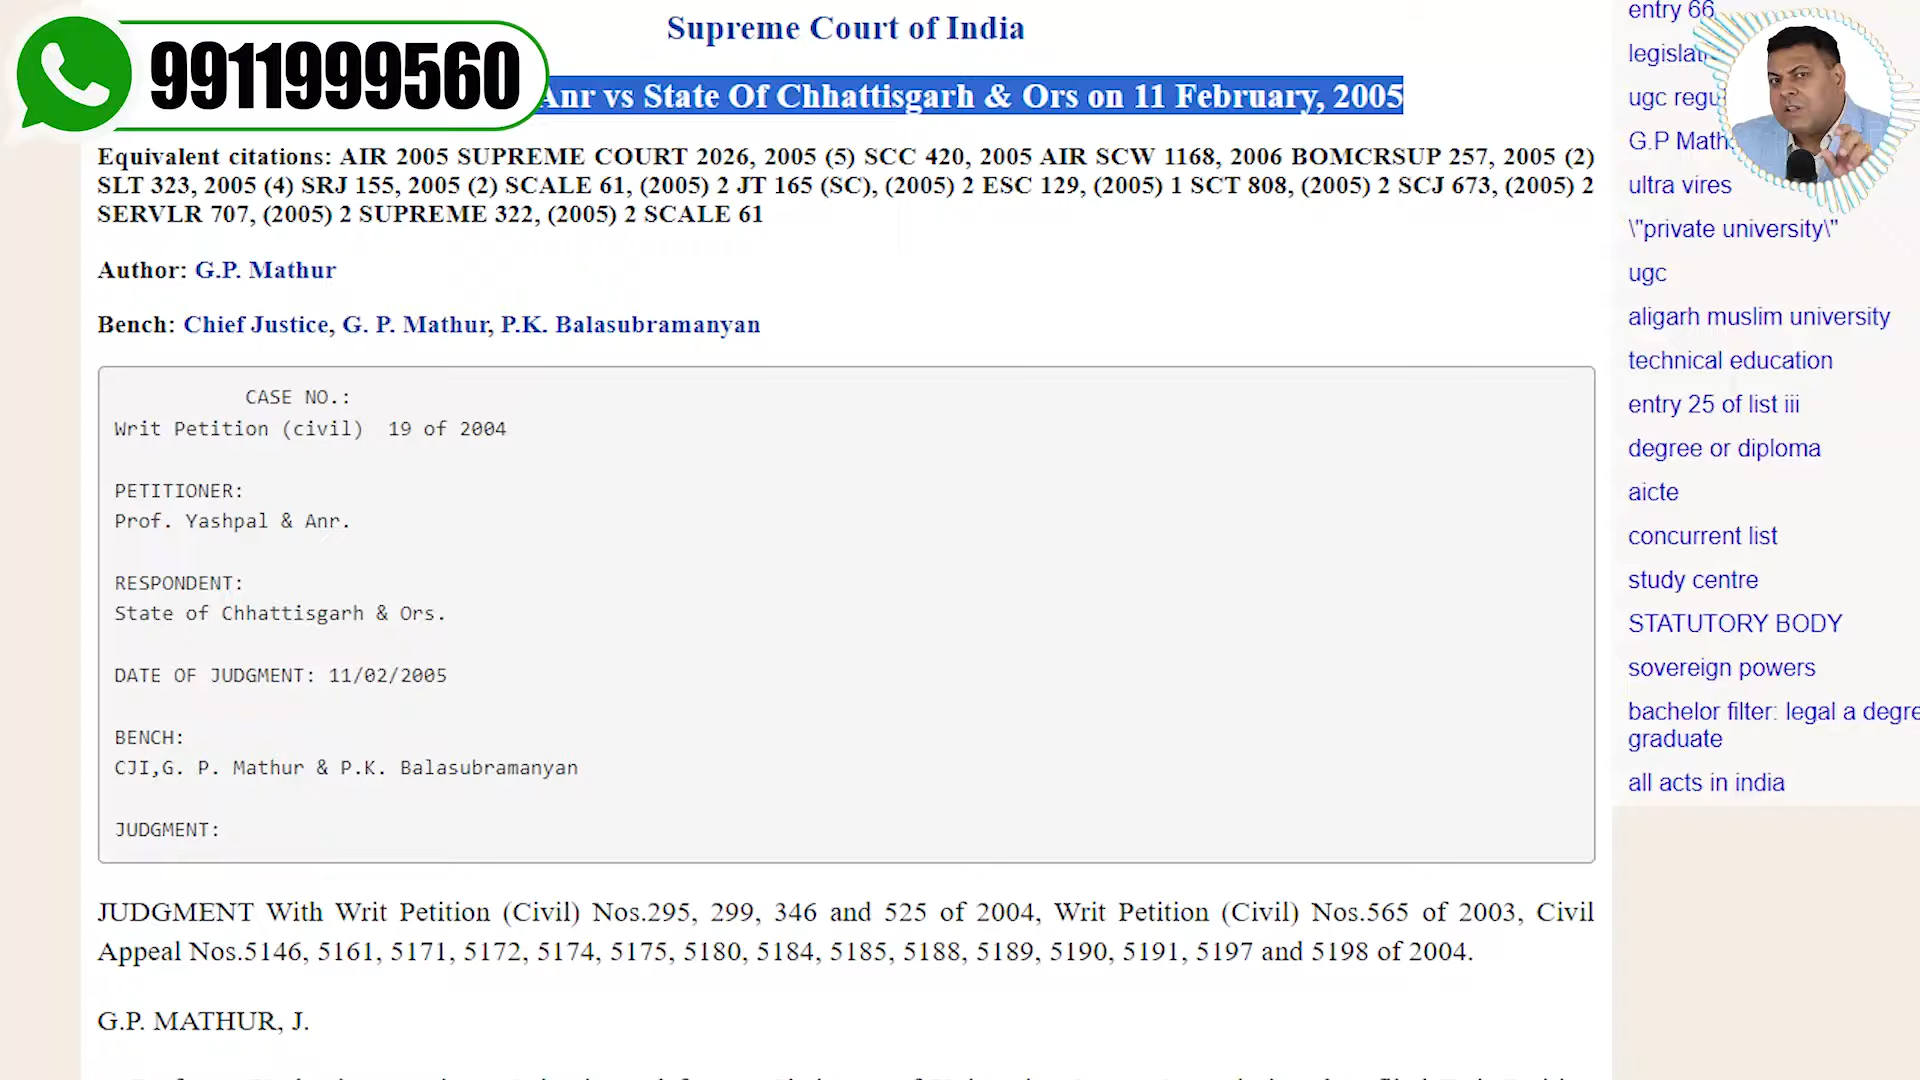 Supreme Court of India
9911999560
Anr vs State Of Chhattisgarh & Ors on 11 February, 2005
Equivalent citations: AIR 2005 SUPREME COURT 2026, 2005 (5) SCC 420, 2005 AIR SCW 1168, 2006 BOMCRSUP 257, 2005 (2)
SLT 323, 2005 (4) SRJ 155, 2005 (2) SCALE 61, (2005) 2 JT 165 (SC), (2005) 2 ESC 129, (2005) 1 SCT 808, (2005) 2 SCJ 673, (2005) 2
SERVLR 707, (2005) 2 SUPREME 322, (2005) 2 SCALE 61
Author: G.P. Mathur
Bench: Chief Justice, G. P. Mathur, P.K. Balasubramanyan
CASE NO.:
Writ Petition (civil) 19 of 2004
PETITIONER:
Prof. Yashpal & Anr.
RESPONDENT:
State of Chhattisgarh & Ors.
DATE OF JUDGMENT: 11/02/2005
BENCH:
CJI,G. P. Mathur & P.K. Balasubramanyan
JUDGMENT:
JUDGMENT With Writ Petition (Civil) Nos.295, 299, 346 and 525 of 2004, Writ Petition (Civil) Nos.565 of 2003, Civil
Appeal Nos.5146, 5161, 5171, 5172, 5174, 5175, 5180, 5184, 5185, 5188, 5189, 5190, 5191, 5197 and 5198 of 2004.
G.P. MATHUR, J.
entry 66
legislat
ugc regu
G.P Math
ultra vires
\"private university\"
ugc
aligarh muslim university
technical education
entry 25 of list iii
degree or diploma
aicte
concurrent list
study centre
STATUTORY BODY
sovereign powers
bachelor filter: legal a degre
graduate
all acts in india